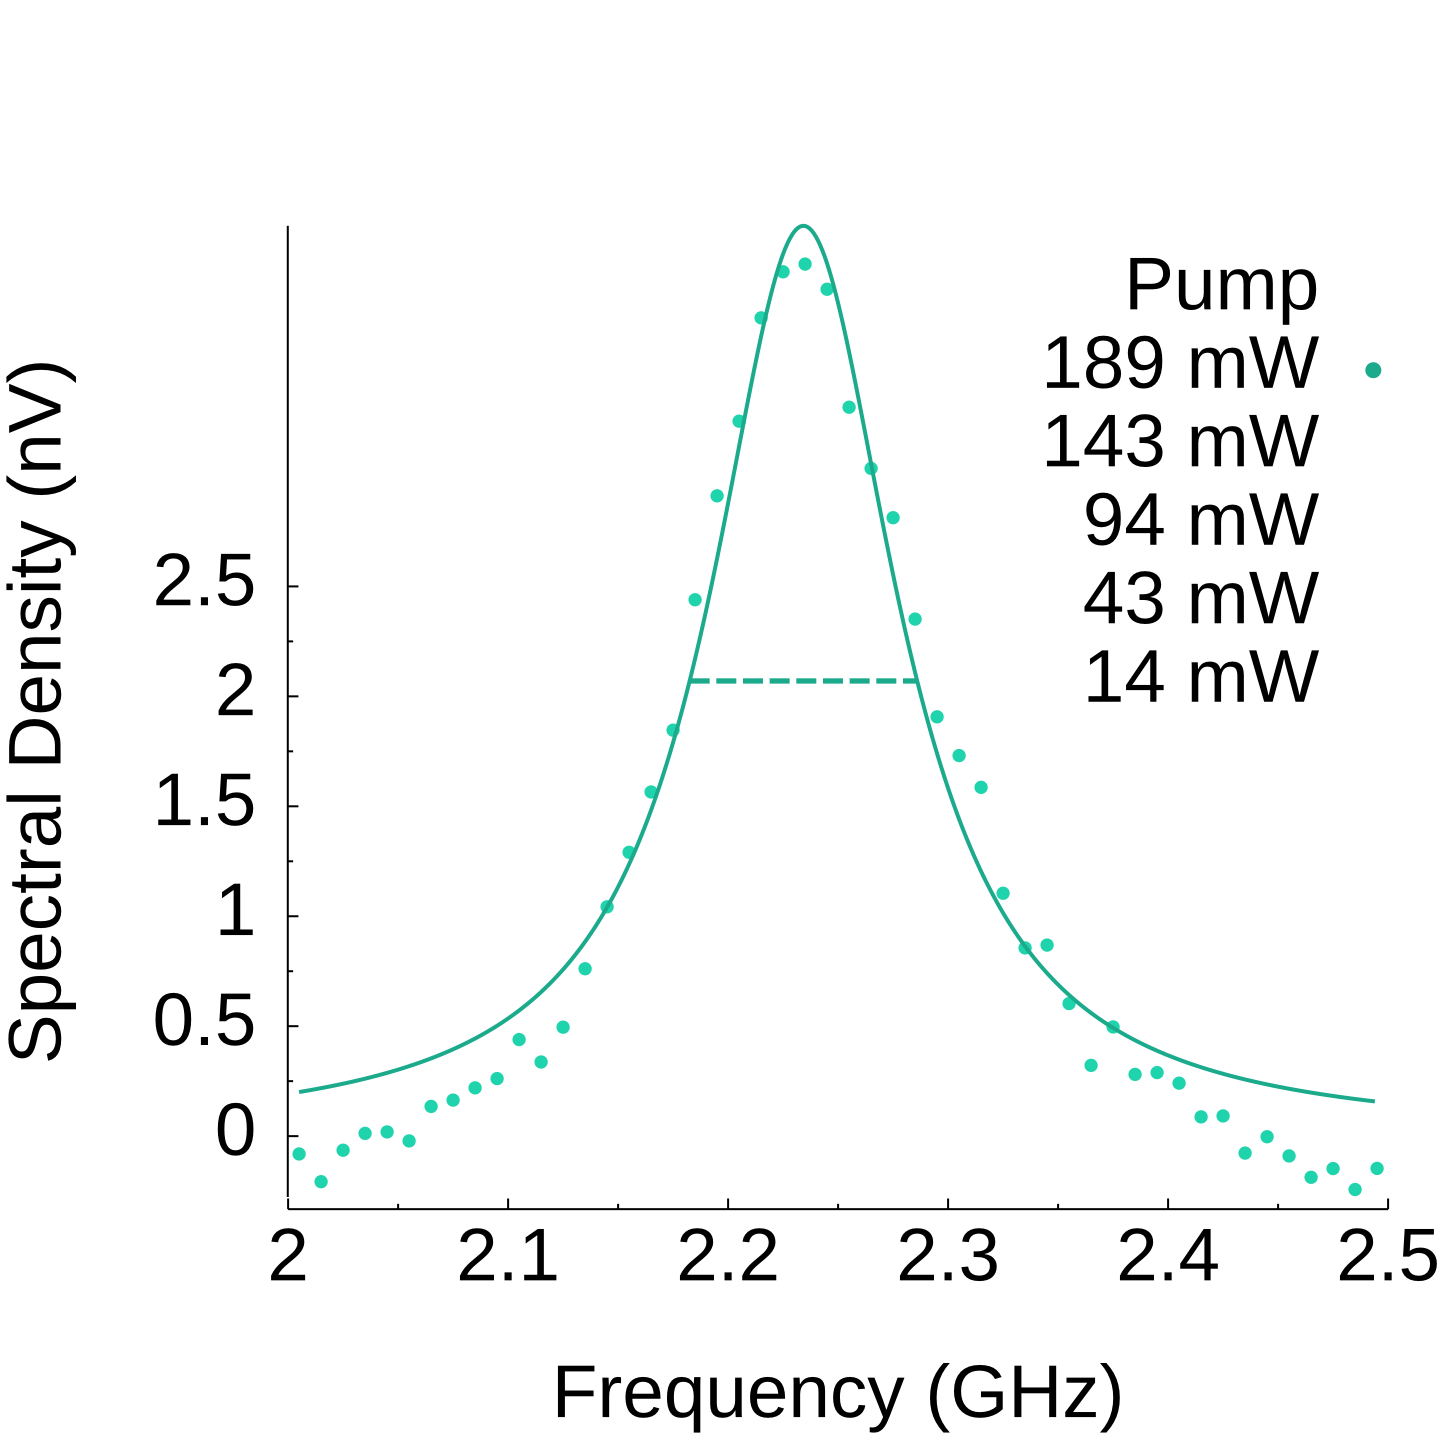 Pump
189 mW
143 mW
94 mW
43 mW
14 mW
Spectral Density (nV)
2.5
2
1.5
1
0.5
0
2 2.1 2.2 2.3 2.4 2.5
Frequency (GHz)